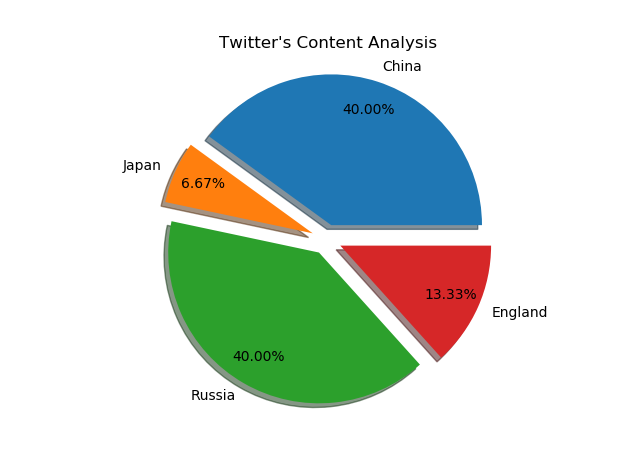 Twitter's Content Analysis
China
40.00%
Japan
6.67%
13.33%
England
40.00%
Russia